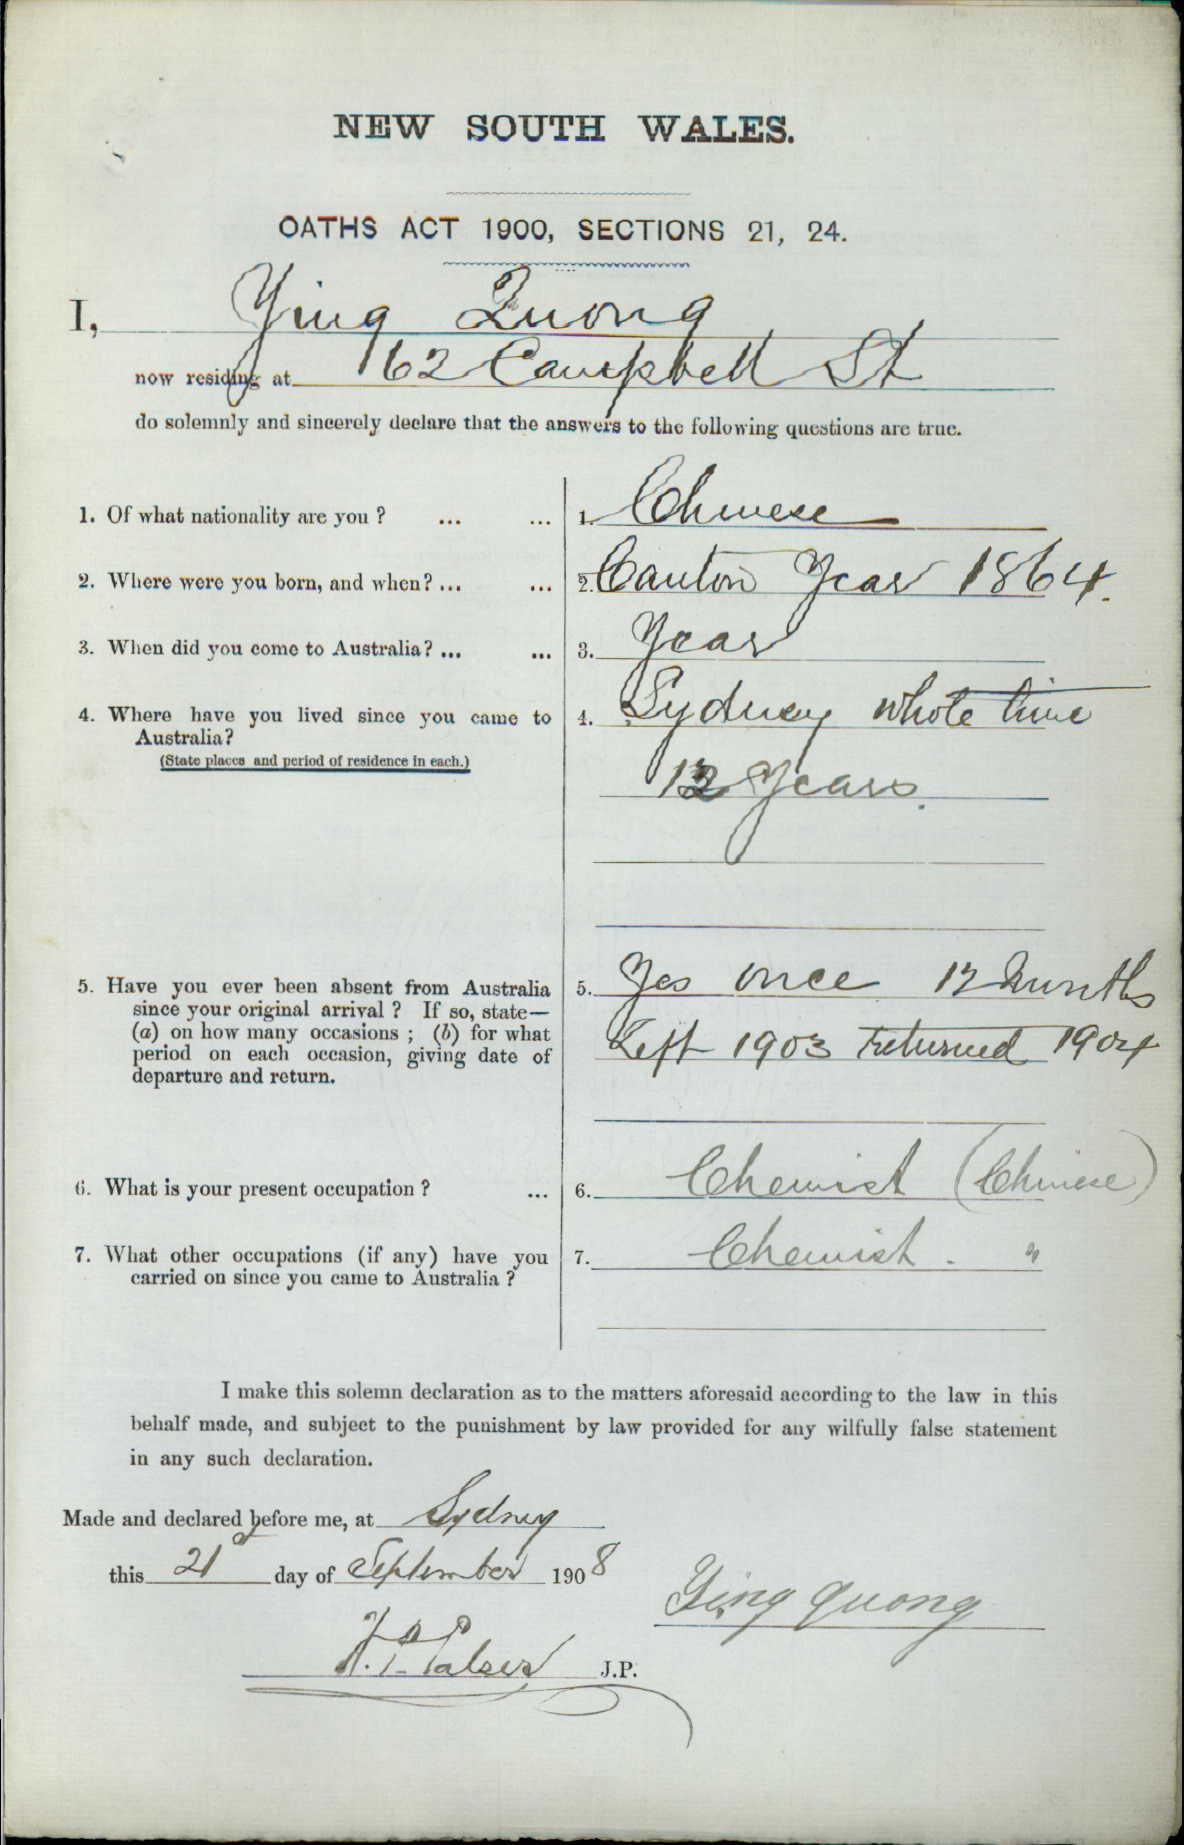 NEW SOUTH WALES.
OATHS ACT 1900, SECTIONS 21, 24.
I, Ying Quong
now residing at 162 Campbell St
do solemnly and sincerely declare that the answers to the following questions are true.
1. Of what nationality are you ? ... ... 1. Chinese
2. Where were you born, and when? ... ... 2. Canton Year 1864.
3. When did you come to Australia? ... ... 3. Year
4. Where have you lived since you came to 4. Sydney whole time
Australia?
(State places and period of residence in each.)
12 Years.
5. Have you ever been absent from Australia 5. Yes once 12 Months
since your original arrival ? If so, state—
(a) on how many occasions ; (b) for what Left 1903 returned 1904
period on each occasion, giving date of
departure and return.
6. What is your present occupation ? ... 6. Chemist (Chinese)
7. What other occupations (if any) have you 7. Chemist . "
carried on since you came to Australia ?
I make this solemn declaration as to the matters aforesaid according to the law in this
behalf made, and subject to the punishment by law provided for any wilfully false statement
in any such declaration.
Made and declared before me, at Sydney
this 21st day of September 1908
Ying quong
J.P.